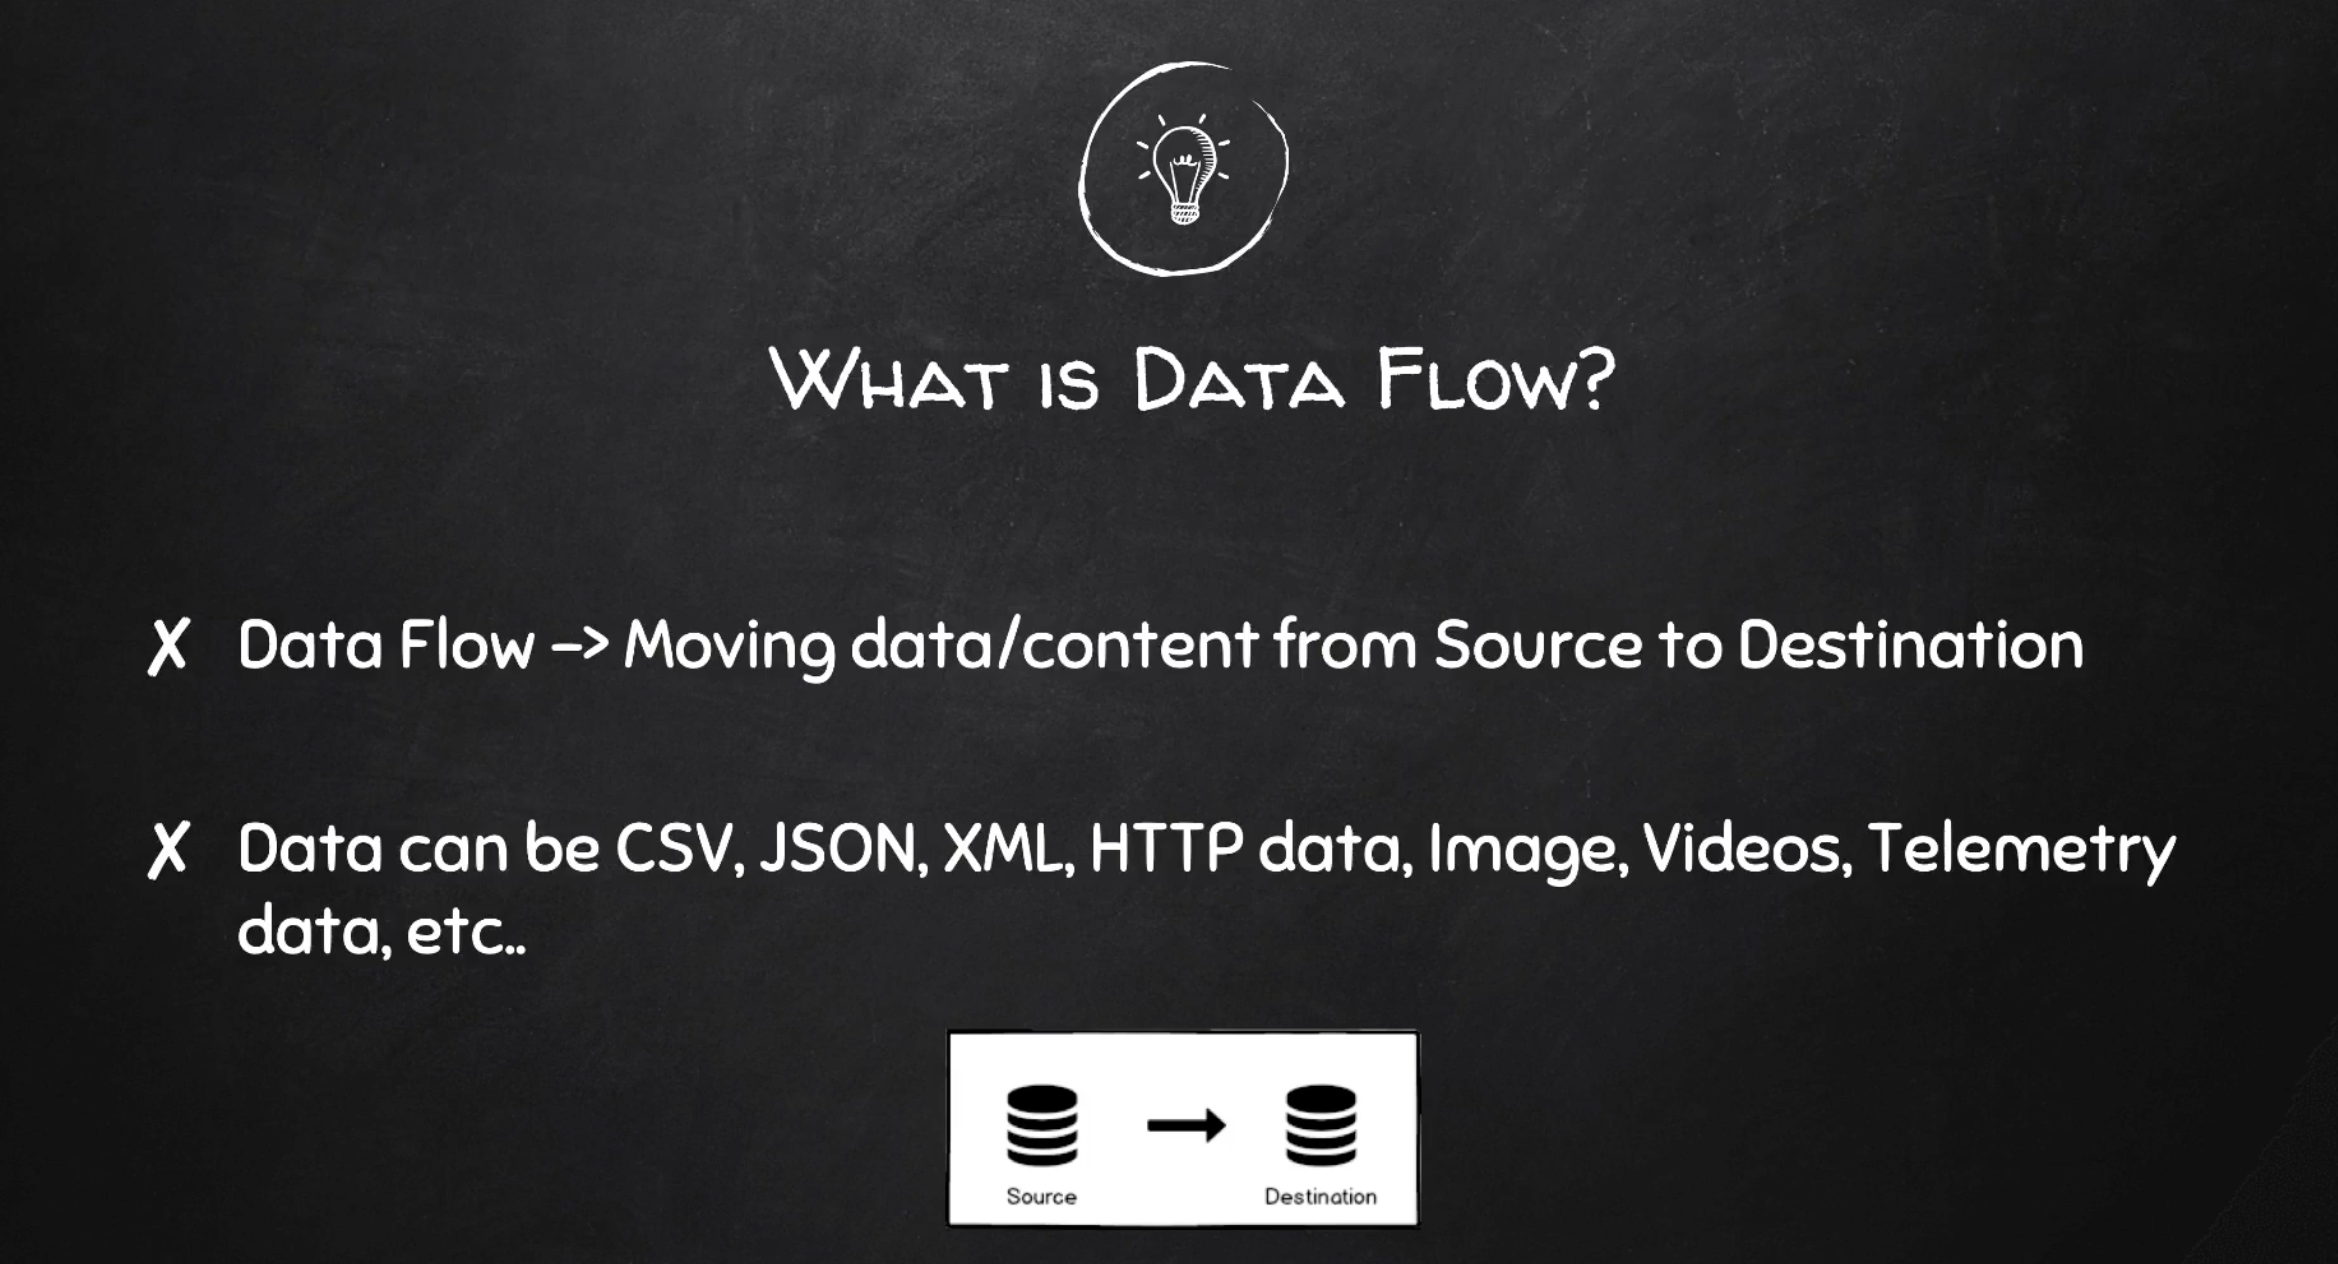 What is Data Flow?
✗ Data Flow -> Moving data/content from Source to Destination
✗ Data can be CSV, JSON, XML, HTTP data, Image, Videos, Telemetry
data, etc..
Source Destination